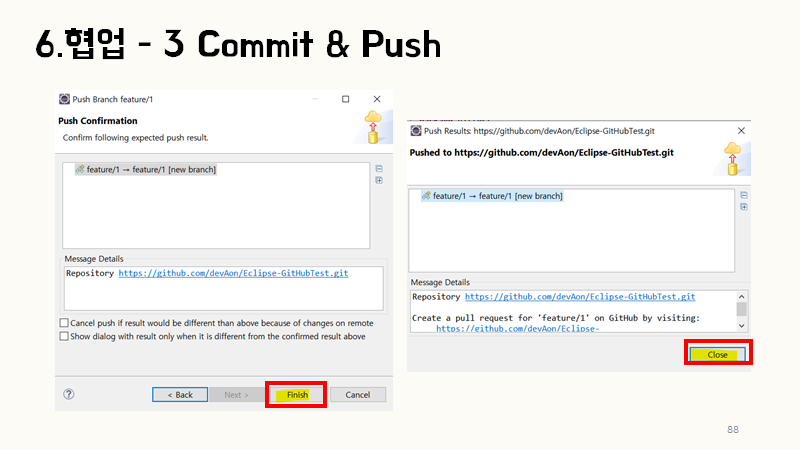 6.협업 - 3 Commit & Push
Push Branch feature/1
Push Confirmation
Confirm following expected push result.
feature/1 → feature/1 [new branch]
Message Details
Repository https://github.com/devAon/Eclipse-GitHubTest.git
Cancel push if result would be different than above because of changes on remote
Show dialog with result only when it is different from the confirmed result above
< Back
Next >
Finish
Cancel
Push Results: https://github.com/devAon/Eclipse-GitHubTest.git
Pushed to https://github.com/devAon/Eclipse-GitHubTest.git
feature/1 → feature/1 [new branch]
Message Details
Repository https://github.com/devAon/Eclipse-GitHubTest.git
Create a pull request for 'feature/1' on GitHub by visiting:
https://github.com/devAon/Eclipse-
Close
88